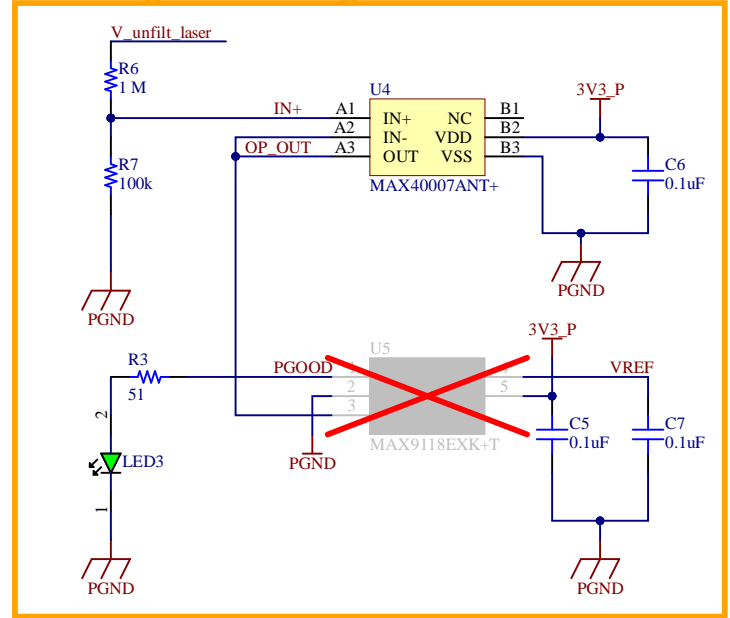 V_unfilt_laser
R6
1 M
IN+
R7
100k
PGND
U4
A1 IN+ NC B1
A2 IN- VDD B2
A3 OUT VSS B3
OP_OUT
MAX40007ANT+
3V3_P
C6
0.1uF
PGND
R3
51
2
LED3
1
PGND
PGOOD
U5
2
3
5
MAX9118EXK+T
PGND
3V3_P
VREF
C5
0.1uF
C7
0.1uF
PGND